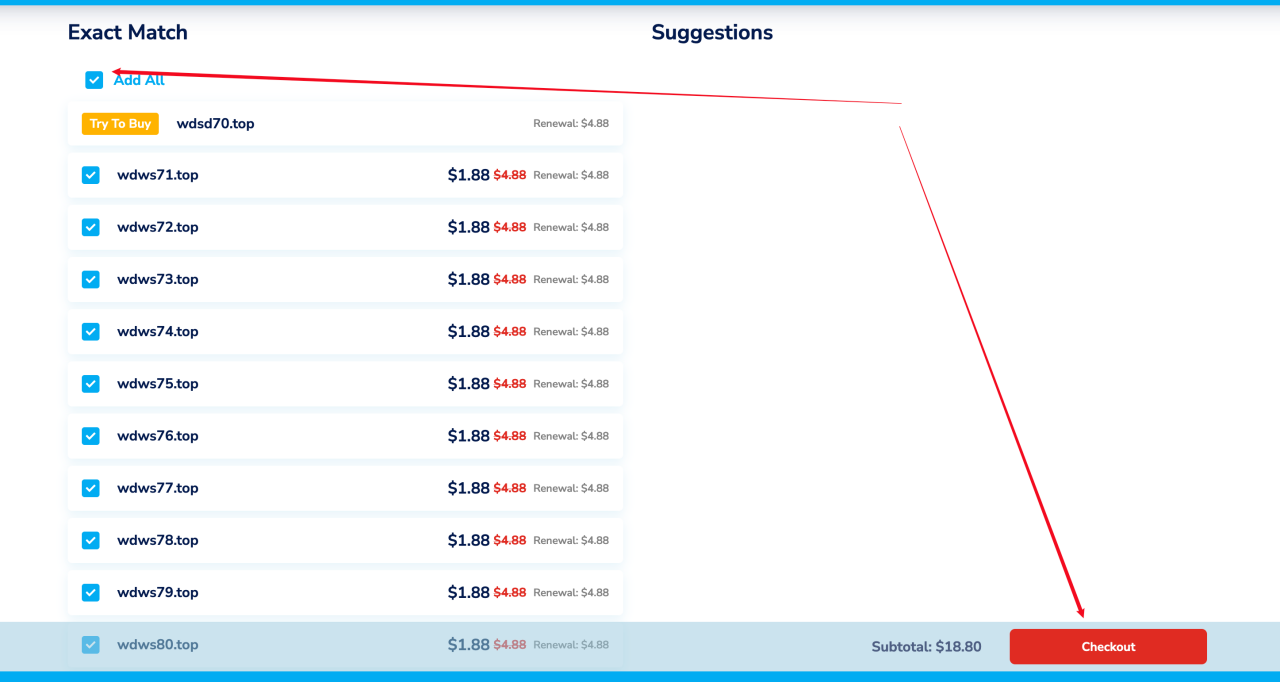 Exact Match
Suggestions
Add All
Try To Buy wdsd70.top Renewal: $4.88
wdws71.top $1.88 $4.88 Renewal: $4.88
wdws72.top $1.88 $4.88 Renewal: $4.88
wdws73.top $1.88 $4.88 Renewal: $4.88
wdws74.top $1.88 $4.88 Renewal: $4.88
wdws75.top $1.88 $4.88 Renewal: $4.88
wdws76.top $1.88 $4.88 Renewal: $4.88
wdws77.top $1.88 $4.88 Renewal: $4.88
wdws78.top $1.88 $4.88 Renewal: $4.88
wdws79.top $1.88 $4.88 Renewal: $4.88
wdws80.top $1.88 $4.88 Renewal: $4.88
Subtotal: $18.80 Checkout